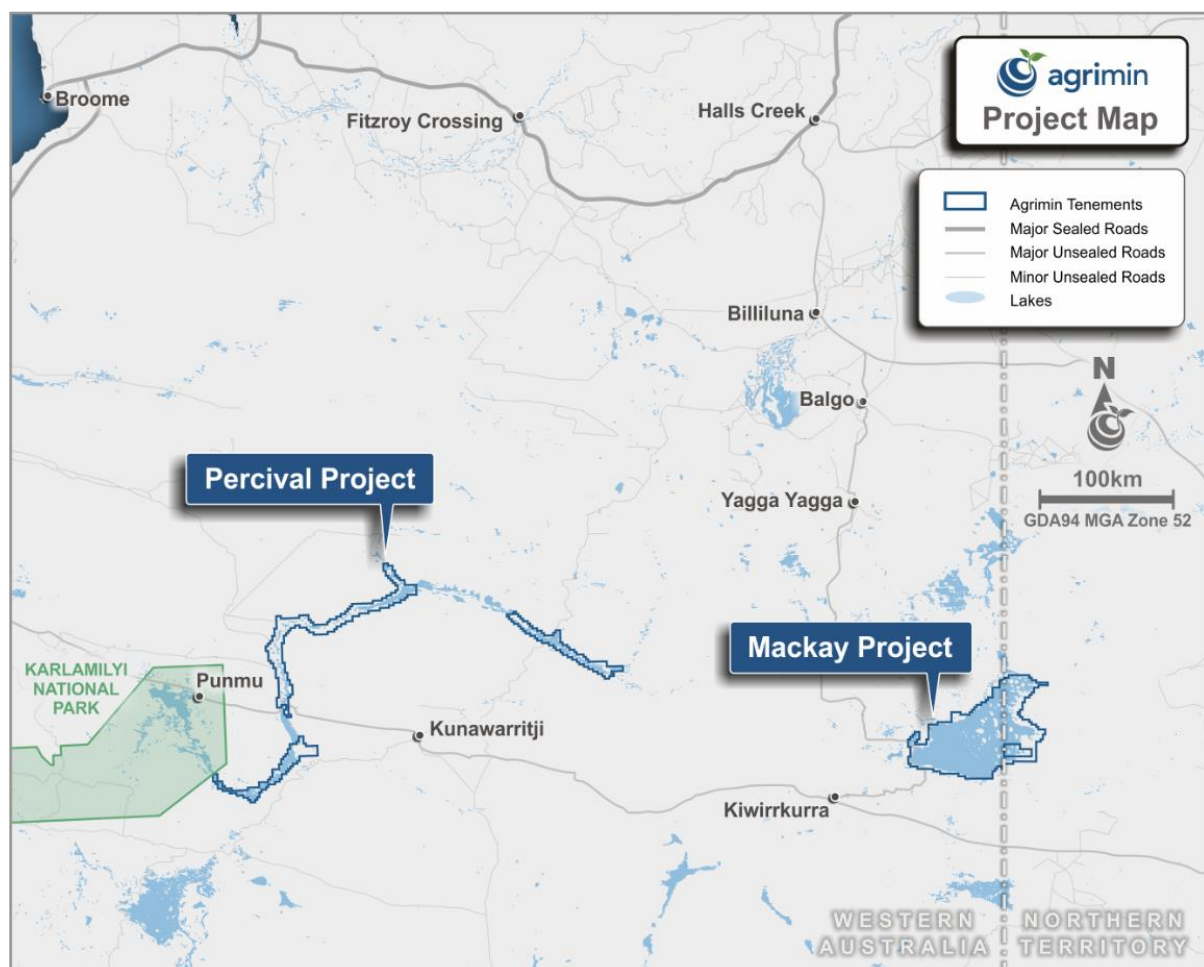 agrimin
Project Map
Agrimin Tenements
Major Sealed Roads
Major Unsealed Roads
Minor Unsealed Roads
Lakes
Broome
Fitzroy Crossing
Halls Creek
Billiluna
Balgo
N
100km
GDA94 MGA Zone 52
Percival Project
Yagga Yagga
Mackay Project
KARLAMILYI
NATIONAL
PARK
Punmu
Kunawarritji
Kiwirrkurra
WESTERN
AUSTRALIA
NORTHERN
TERRITORY